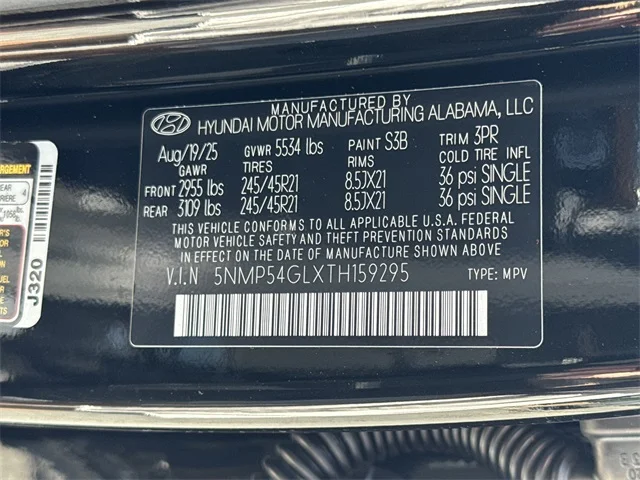 MANUFACTURED BY
HYUNDAI MOTOR MANUFACTURING ALABAMA, LLC
Aug/19/25 GVWR 5534 lbs PAINT S3B TRIM 3PR
GAWR TIRES RIMS COLD TIRE INFL
FRONT 2955 lbs 245/45R21 8.5JX21 36 psi SINGLE
REAR 3109 lbs 245/45R21 8.5JX21 36 psi SINGLE
THIS VEHICLE CONFORMS TO ALL APPLICABLE U.S.A. FEDERAL
MOTOR VEHICLE SAFETY AND THEFT PREVENTION STANDARDS
IN EFFECT ON THE DATE OF MANUFACTURE SHOWN ABOVE.
V.I.N 5NMP54GLXTH159295 TYPE: MPV
J320